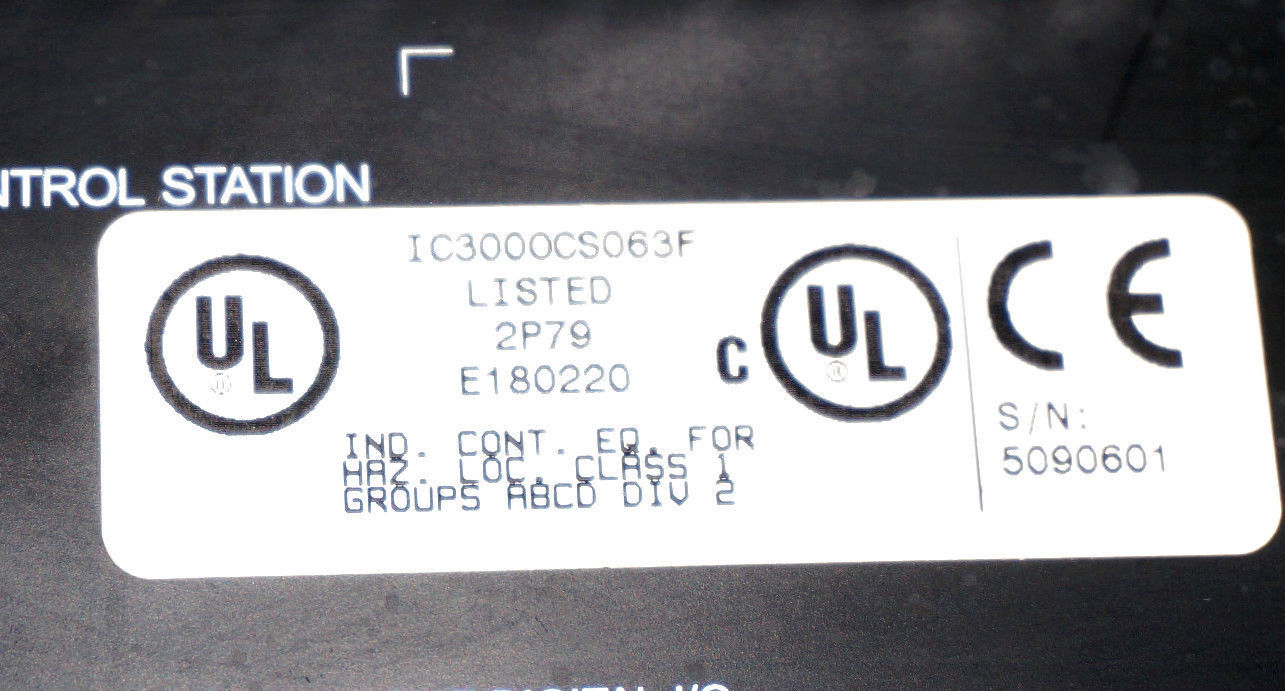 NTROL STATION
IC3000CS063F
LISTED
2P79
E180220
UL
®
C UL
®
CE
IND. CONT. EQ. FOR
HAZ. LOC. CLASS 1
GROUPS ABCD DIV 2
S/N:
5090601
DIGITAL I/O